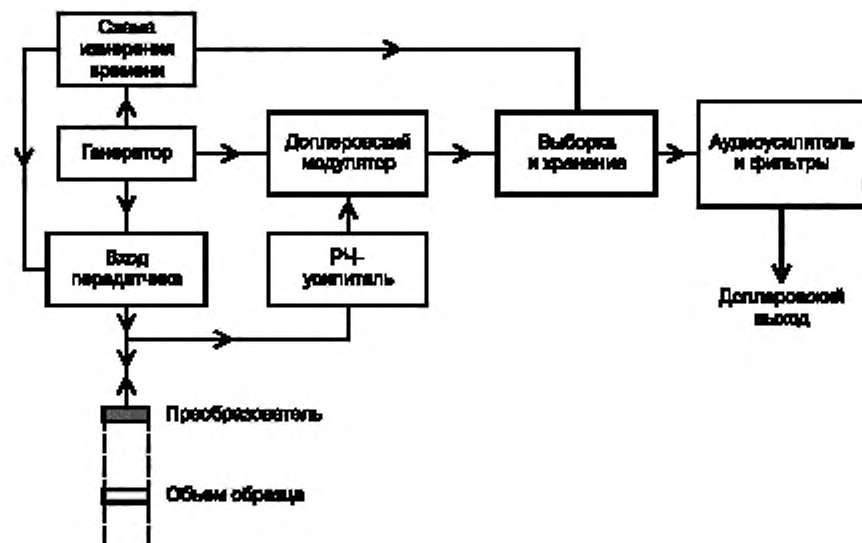 Схема
измерения
времени
Генератор
Доплеровский
модулятор
Выборка
и хранение
Аудиоусилитель
и фильтры
Вход
передатчика
РЧ-
усилитель
Доплеровский
выход
Преобразователь
Объем образца